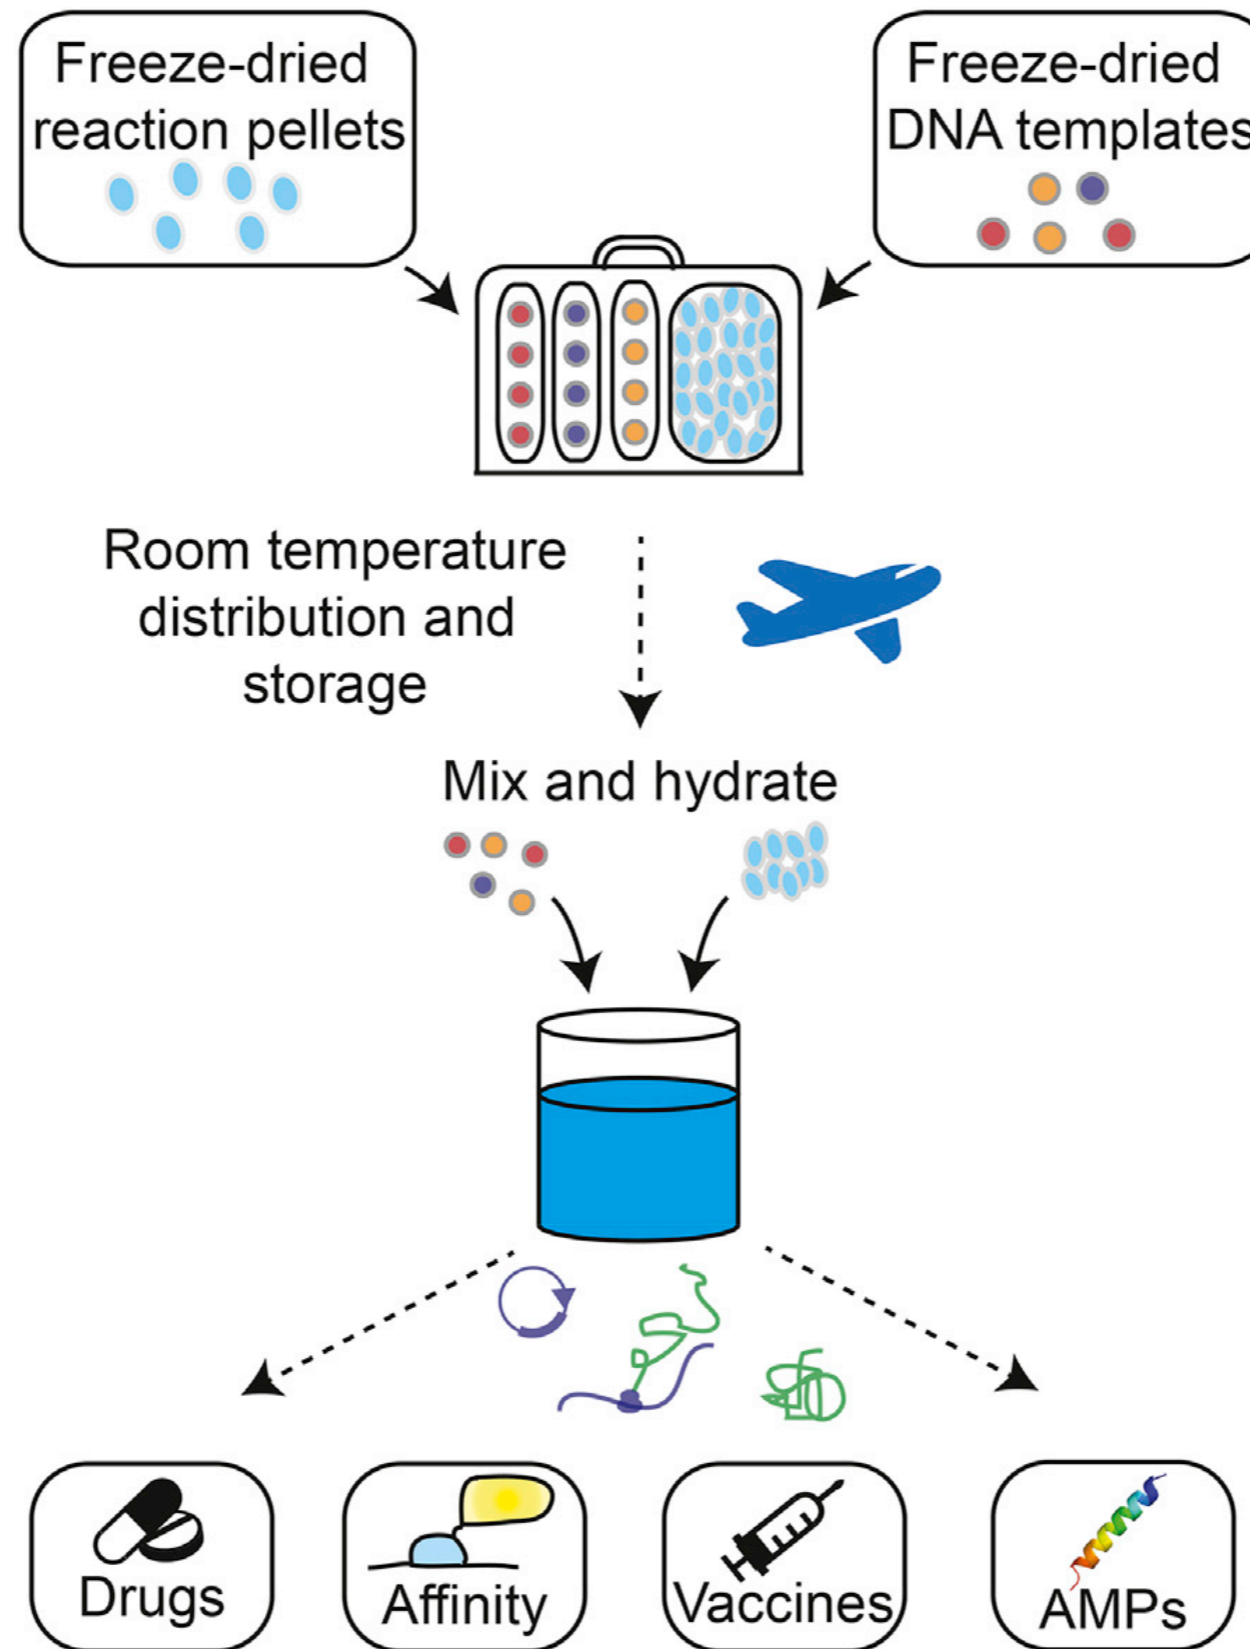 Freeze-dried
reaction pellets
Freeze-dried
DNA templates
Room temperature
distribution and
storage
Mix and hydrate
Drugs
Affinity
Vaccines
AMPs